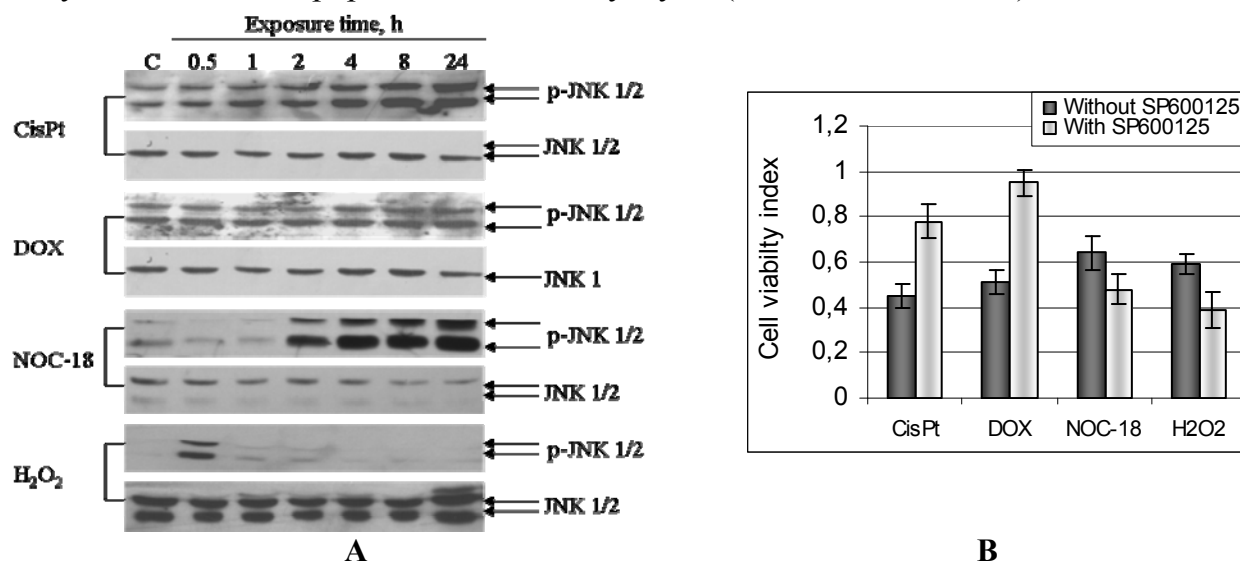 Exposure time, h
C 0.5 1 2 4 8 24
CisPt
p-JNK 1/2
JNK 1/2
DOX
p-JNK 1/2
JNK 1
NOC-18
p-JNK 1/2
JNK 1/2
H2O2
p-JNK 1/2
JNK 1/2
A
Without SP600125
With SP600125
Cell viabilty index
1,2
1
0,8
0,6
0,4
0,2
0
CisPt DOX NOC-18 H2O2
B